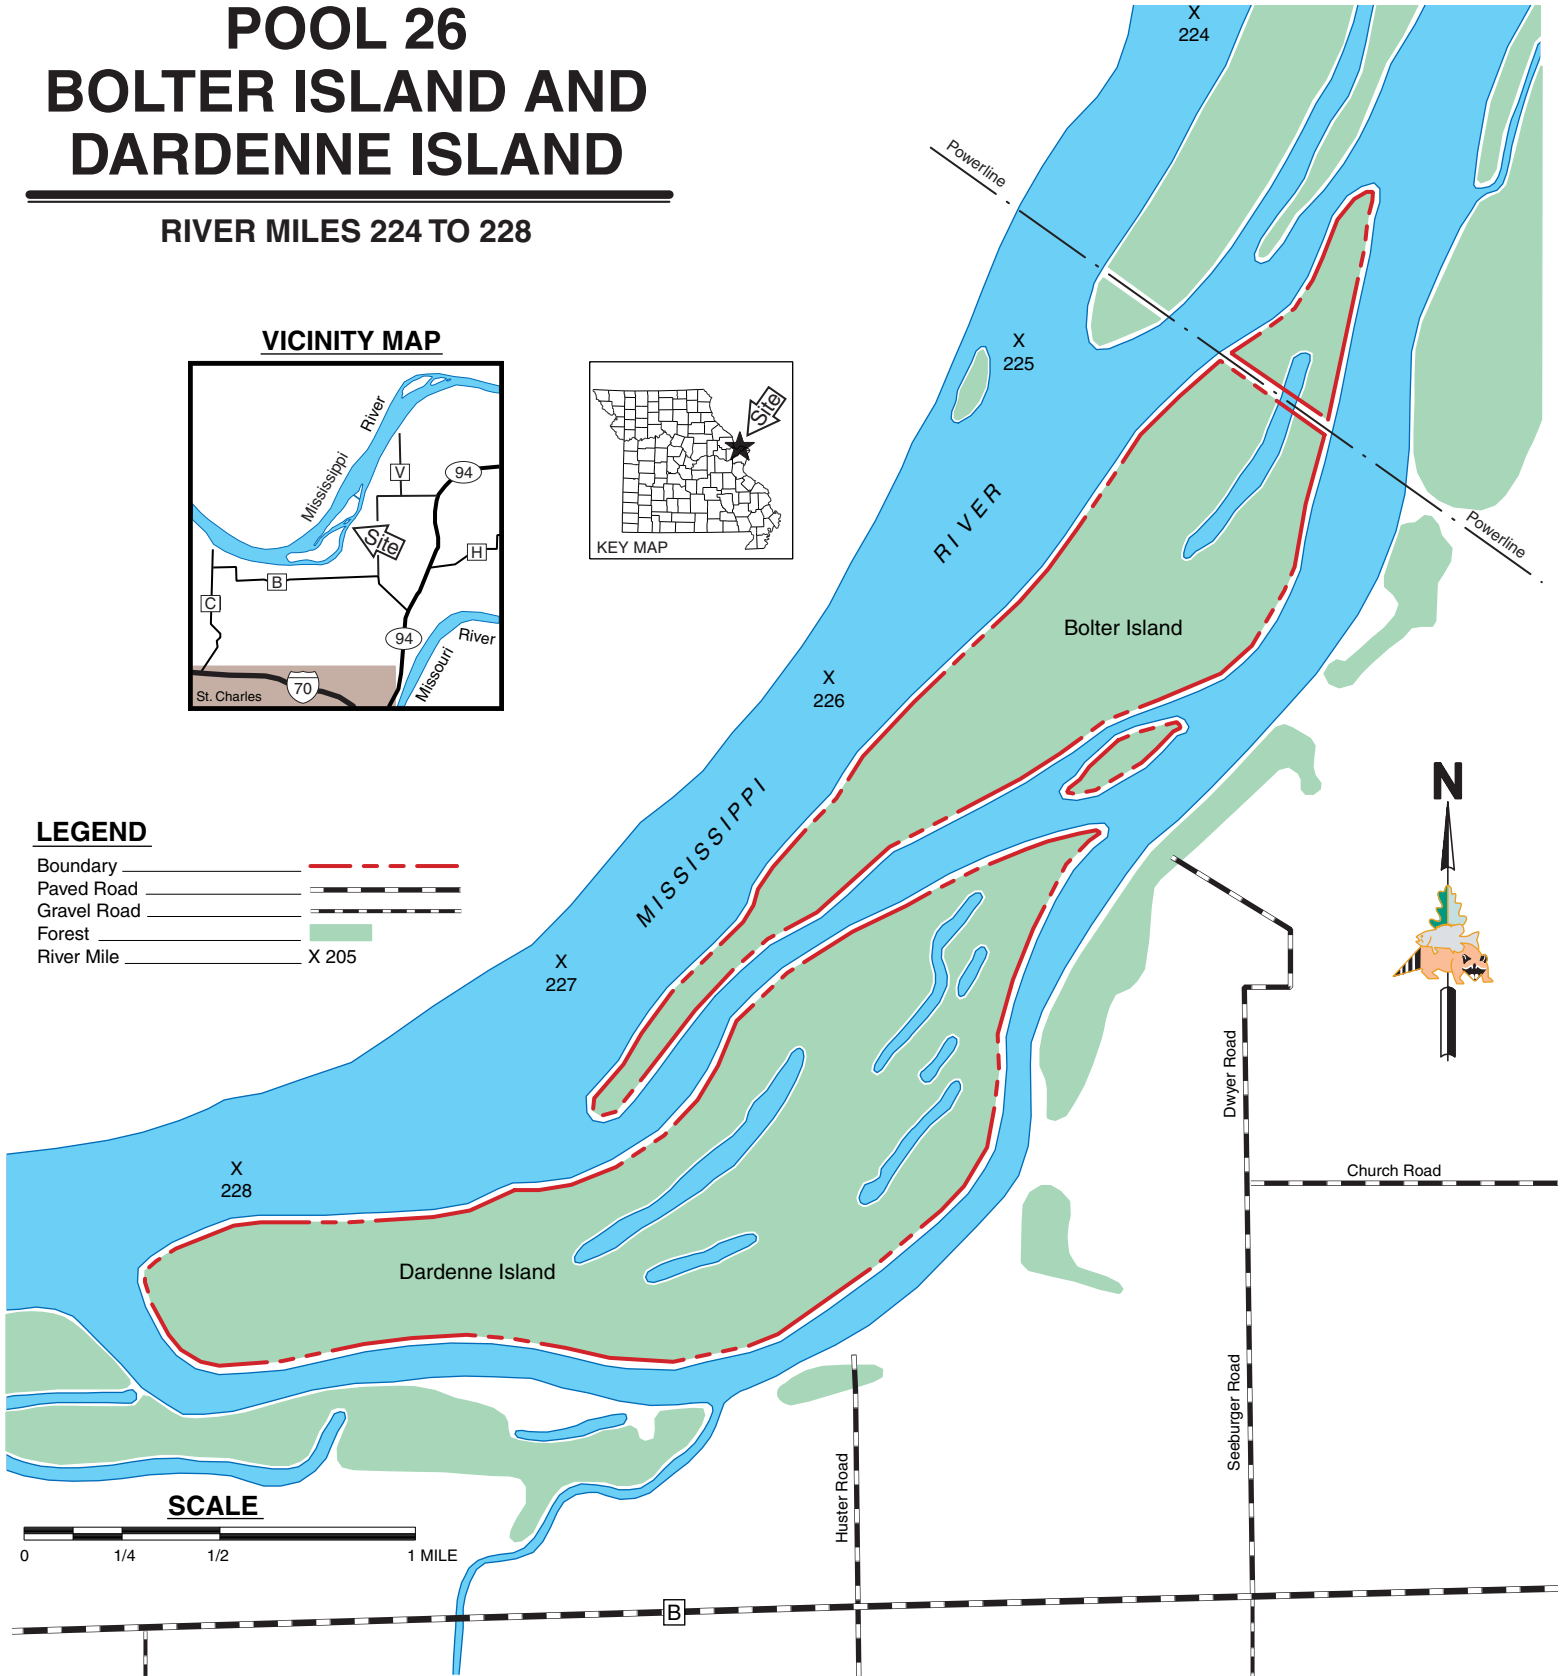 POOL 26
BOLTER ISLAND AND
DARDENNE ISLAND
RIVER MILES 224 TO 228
X
224
Powerline
X
225
VICINITY MAP
Mississippi
River
V
94
Site
H
B
C
94
River
Missouri
St. Charles
70
Site
KEY MAP
RIVER
Powerline
Bolter Island
X
226
MISSISSIPPI
N
LEGEND
Boundary
Paved Road
Gravel Road
Forest
River Mile X 205
X
227
Dwyer Road
Church Road
X
228
Dardenne Island
Seeburger Road
Huster Road
SCALE
0 1/4 1/2 1 MILE
B